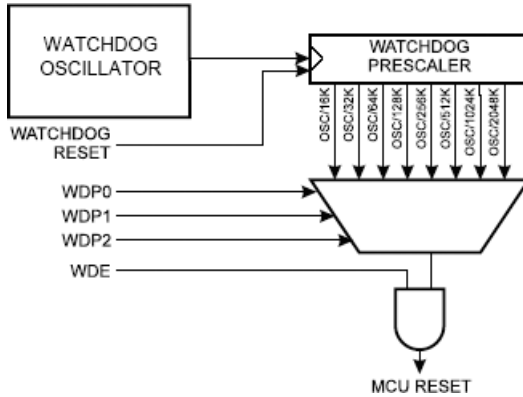 WATCHDOG
OSCILLATOR
WATCHDOG
PRESCALER
WATCHDOG
RESET
OSC/16K
OSC/32K
OSC/64K
OSC/128K
OSC/256K
OSC/512K
OSC/1024K
OSC/2048K
WDP0
WDP1
WDP2
WDE
MCU RESET